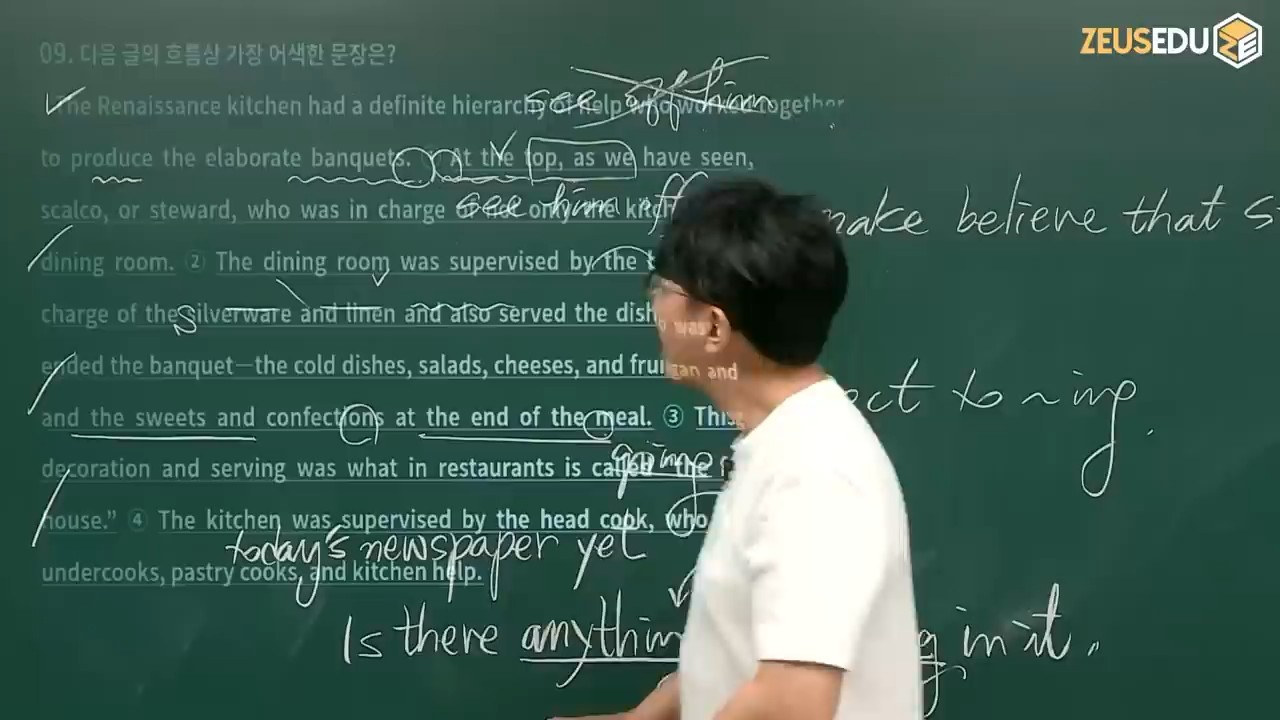 ZEUSEDU
09. 다음 글의 흐름상 가장 어색한 문장은?
The Renaissance kitchen had a definite hierarchy of help who worked together
see off him
to produce the elaborate banquets. At the top, as we have seen,
see him off
scalco, or steward, who was in charge of not only the
make believe that S
dining room. ② The dining room was supervised by the
charge of the silverware and linen and also served the
S
ended the banquet—the cold dishes, salads, cheeses, and
to ~ing
and the sweets and confections at the end of the meal. ③
going
decoration and serving was what in restaurants is called "the
house." ④ The kitchen was supervised by the head cook, who
today's newspaper yet
undercooks, pastry cooks, and kitchen help.
Is there in it.